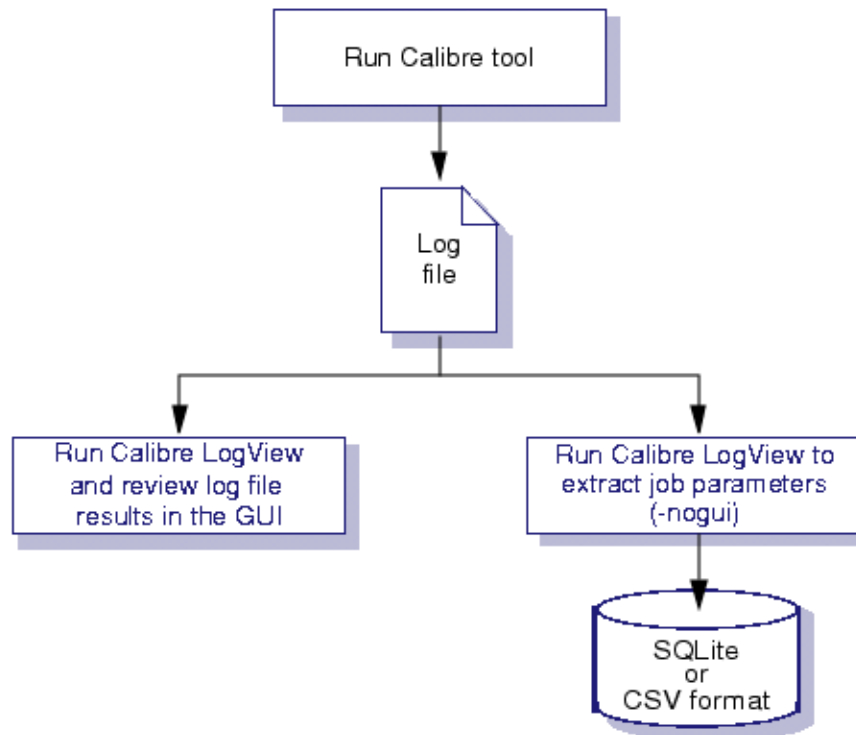 Run Calibre tool
Log
file
Run Calibre LogView
and review log file
results in the GUI
Run Calibre LogView to
extract job parameters
(-nogui)
SQLite
or
CSV format